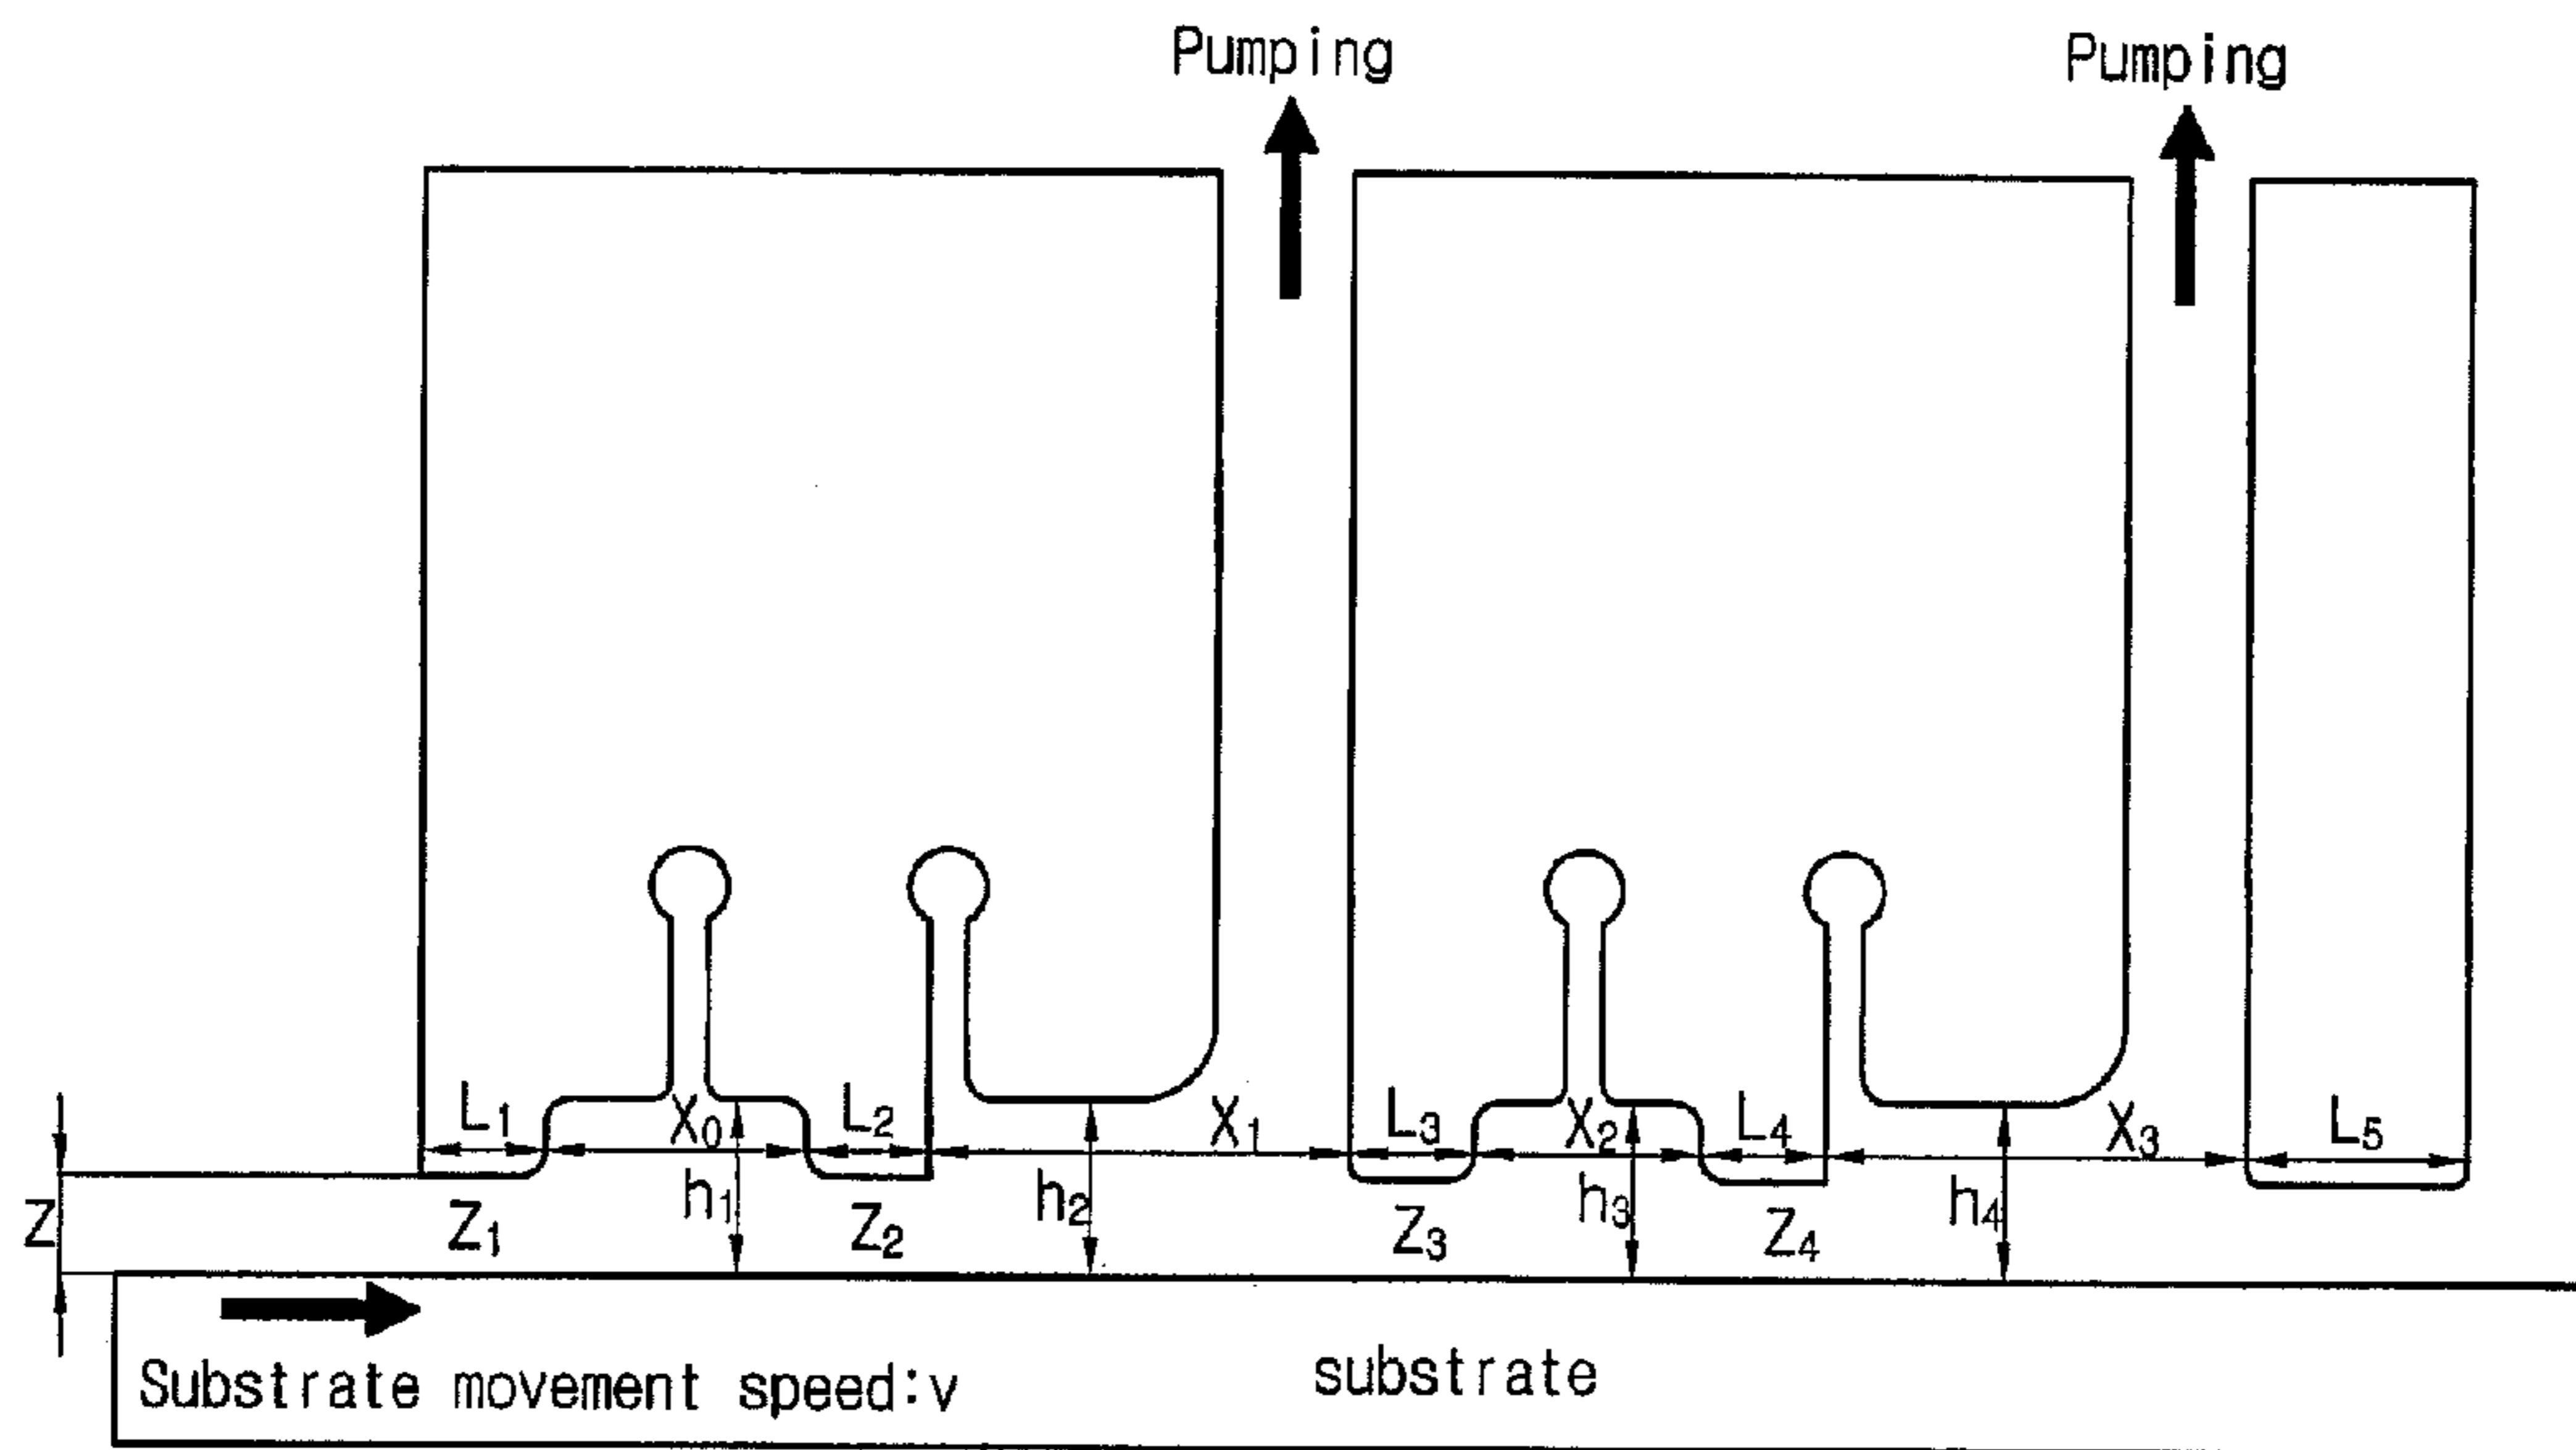 Pumping Pumping
L₁ X₀ L₂ X₁ L₃ X₂ L₄ X₃ L₅
Z Z₁ h₁ Z₂ h₂ Z₃ h₃ Z₄ h₄
Substrate movement speed:v substrate